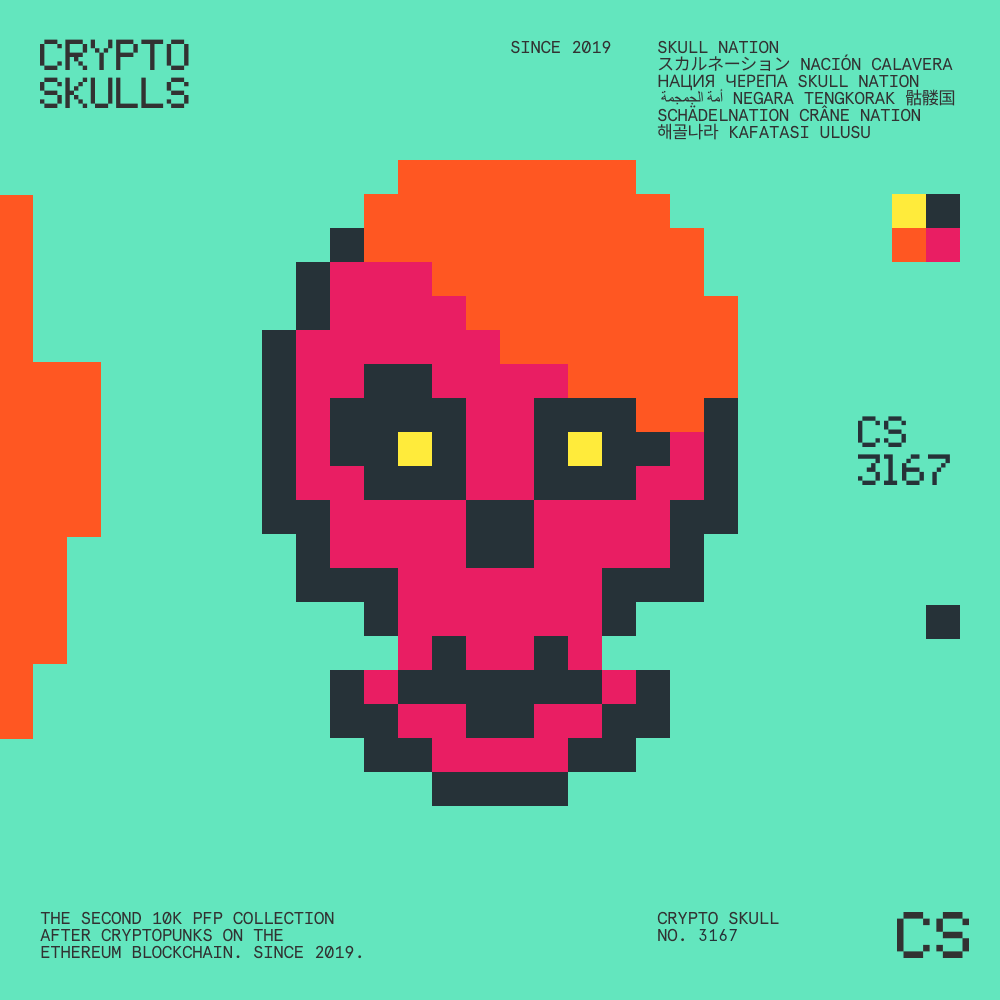 CRYPTO
SKULLS
SINCE 2019
SKULL NATION
スカルネーション NACIÓN CALAVERA
НАЦИЯ ЧЕРЕПА SKULL NATION
أمة الجمجمة NEGARA TENGKORAK 骷髅国
SCHÄDELNATION CRÂNE NATION
해골나라 KAFATASI ULUSU
CS
3167
THE SECOND 10K PFP COLLECTION
AFTER CRYPTOPUNKS ON THE
ETHEREUM BLOCKCHAIN. SINCE 2019.
CRYPTO SKULL
NO. 3167
CS